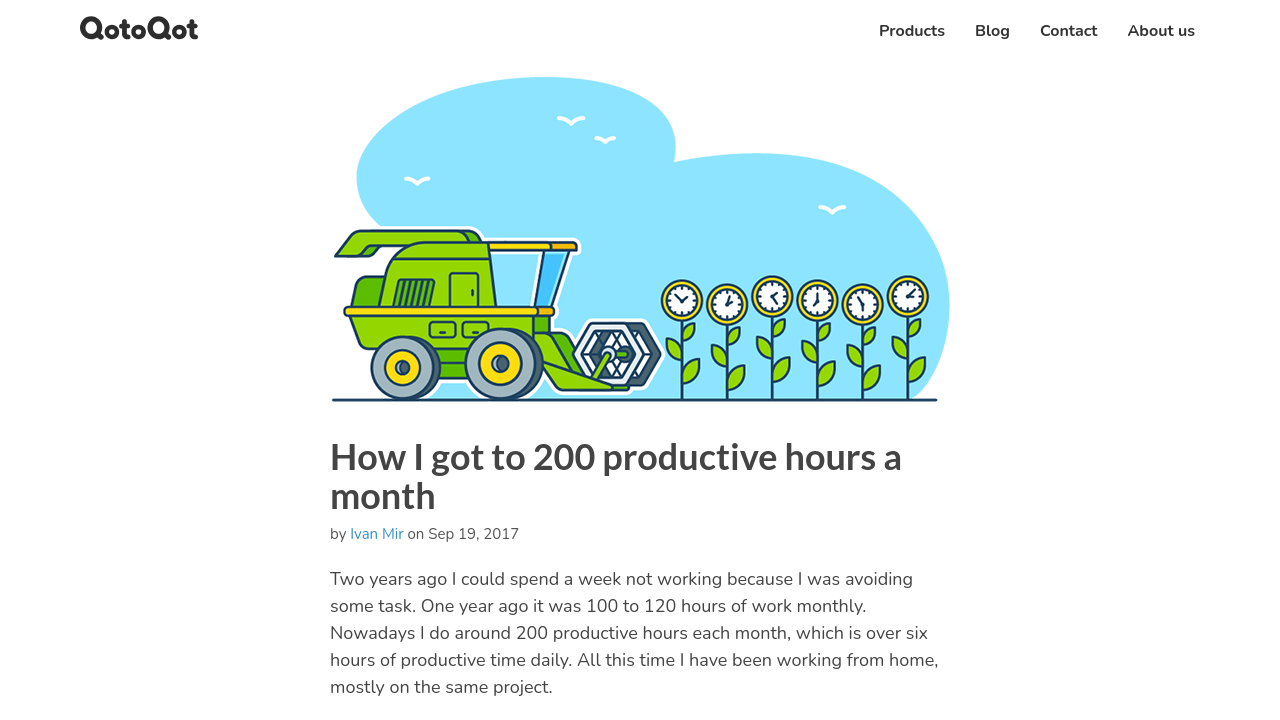 QotoQot
Products
Blog
Contact
About us
How I got to 200 productive hours a
month
by Ivan Mir on Sep 19, 2017
Two years ago I could spend a week not working because I was avoiding
some task. One year ago it was 100 to 120 hours of work monthly.
Nowadays I do around 200 productive hours each month, which is over six
hours of productive time daily. All this time I have been working from home,
mostly on the same project.